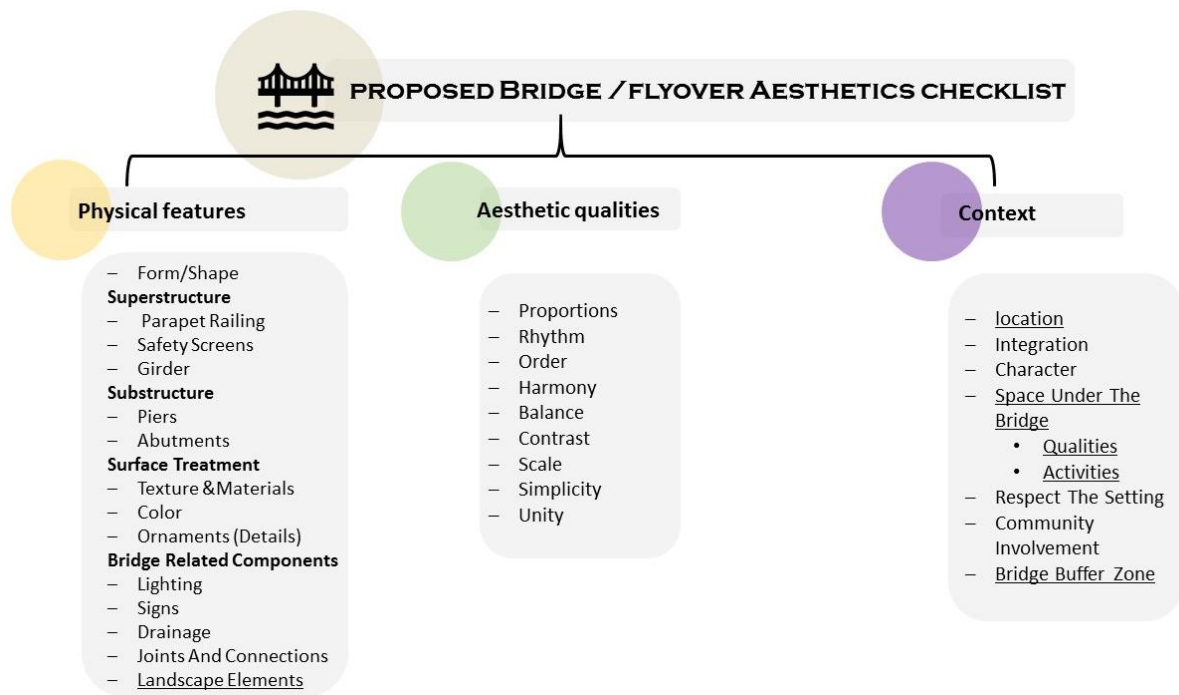 PROPOSED BRIDGE /FLYOVER AESTHETICS CHECKLIST
Physical features
– Form/Shape
Superstructure
– Parapet Railing
– Safety Screens
– Girder
Substructure
– Piers
– Abutments
Surface Treatment
– Texture &Materials
– Color
– Ornaments (Details)
Bridge Related Components
– Lighting
– Signs
– Drainage
– Joints And Connections
– Landscape Elements
Aesthetic qualities
– Proportions
– Rhythm
– Order
– Harmony
– Balance
– Contrast
– Scale
– Simplicity
– Unity
Context
– location
– Integration
– Character
– Space Under The
Bridge
• Qualities
• Activities
– Respect The Setting
– Community
Involvement
– Bridge Buffer Zone